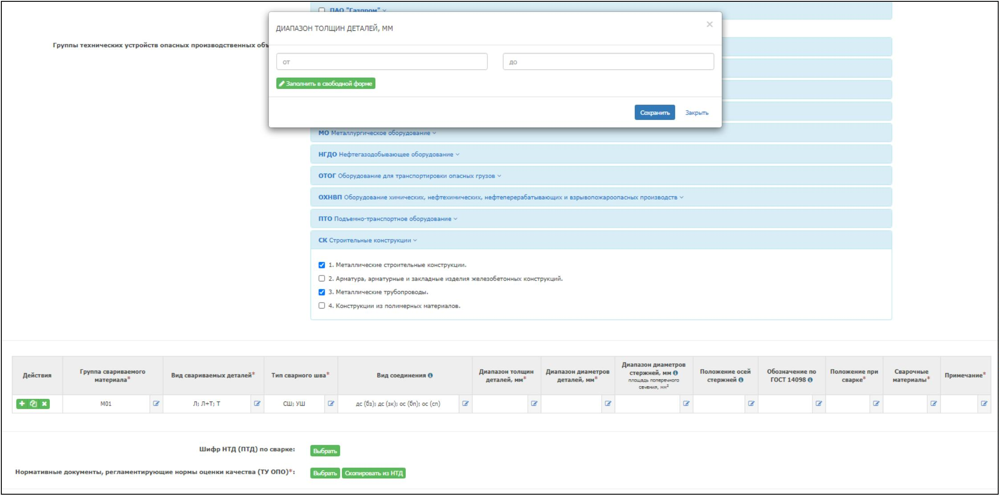 ПАО "Газпром"
ДИАПАЗОН ТОЛЩИН ДЕТАЛЕЙ, ММ
×
Группы технических устройств опасных производственных объ
от
до
Заполнить в свободной форме
Сохранить
Закрыть
МО Металлургическое оборудование
НГДО Нефтегазодобывающее оборудование
ОТОГ Оборудование для транспортировки опасных грузов
ОХНВП Оборудование химических, нефтехимических, нефтеперерабатывающих и взрывопожароопасных производств
ПТО Подъемно-транспортное оборудование
СК Строительные конструкции
1. Металлические строительные конструкции.
2. Арматура, арматурные и закладные изделия железобетонных конструкций.
3. Металлические трубопроводы.
4. Конструкции из полимерных материалов.
Действия
Группа свариваемого
материала*
Вид свариваемых деталей*
Тип сварного шва*
Вид соединения
Диапазон толщин
деталей, мм*
Диапазон диаметров
деталей, мм*
Диапазон диаметров
стержней, мм
площадь поперечного
сечения, мм²
Положение осей
стержней
Обозначение по
ГОСТ 14098
Положение при
сварке*
Сварочные
материалы*
Примечание*
М01
Л; Л+Т; Т
СШ; УШ
дс (бз); дс (зк); ос (бп); ос (сп)
Шифр НТД (ПТД) по сварке:
Выбрать
Нормативные документы, регламентирующие нормы оценки качества (ТУ ОПО)*:
Выбрать
Скопировать из НТД